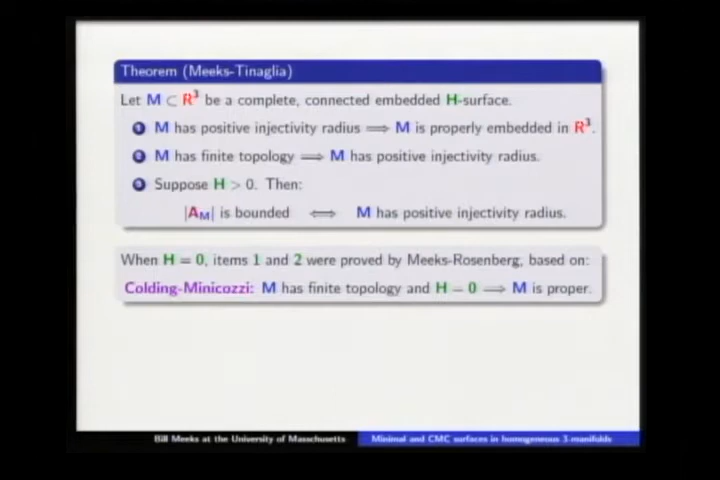 Theorem (Meeks-Tinaglia)
Let M ⊂ R³ be a complete, connected embedded H-surface.
1 M has positive injectivity radius ⟹ M is properly embedded in R³.
2 M has finite topology ⟹ M has positive injectivity radius.
3 Suppose H > 0. Then:
|A_M| is bounded ⟺ M has positive injectivity radius.
When H = 0, items 1 and 2 were proved by Meeks-Rosenberg, based on:
Colding-Minicozzi: M has finite topology and H = 0 ⟹ M is proper.
Bill Meeks at the University of Massachusetts Minimal and CMC surfaces in homogeneous 3-manifolds